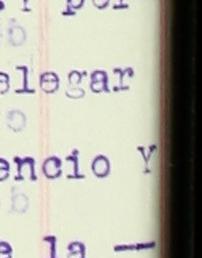 por
elegar
encio Y
e la —